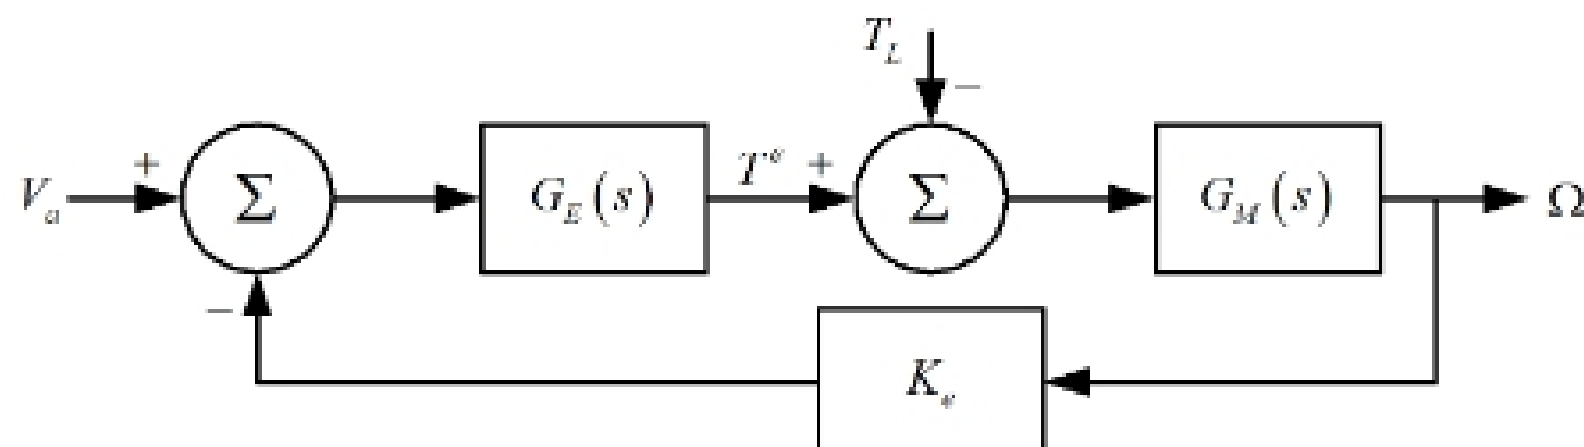 T_L
−
V_a
+
Σ
G_E(s)
T^e
+
Σ
G_M(s)
Ω
−
K_e